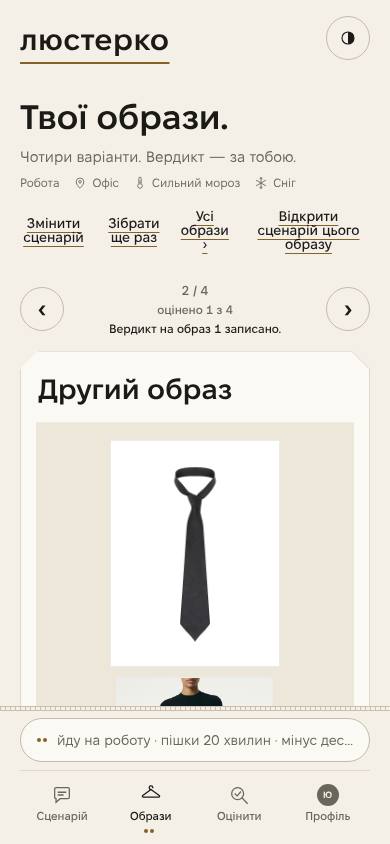 люстерко
Твої образи.
Чотири варіанти. Вердикт — за тобою.
Робота Офіс Сильний мороз Сніг
Змінити
сценарій
Зібрати
ще раз
Усі
образи
›
Відкрити
сценарій цього
образу
2 / 4
оцінено 1 з 4
Вердикт на образ 1 записано.
‹ ›
Другий образ
йду на роботу · пішки 20 хвилин · мінус дес...
Сценарій Образи Оцінити Ю Профіль